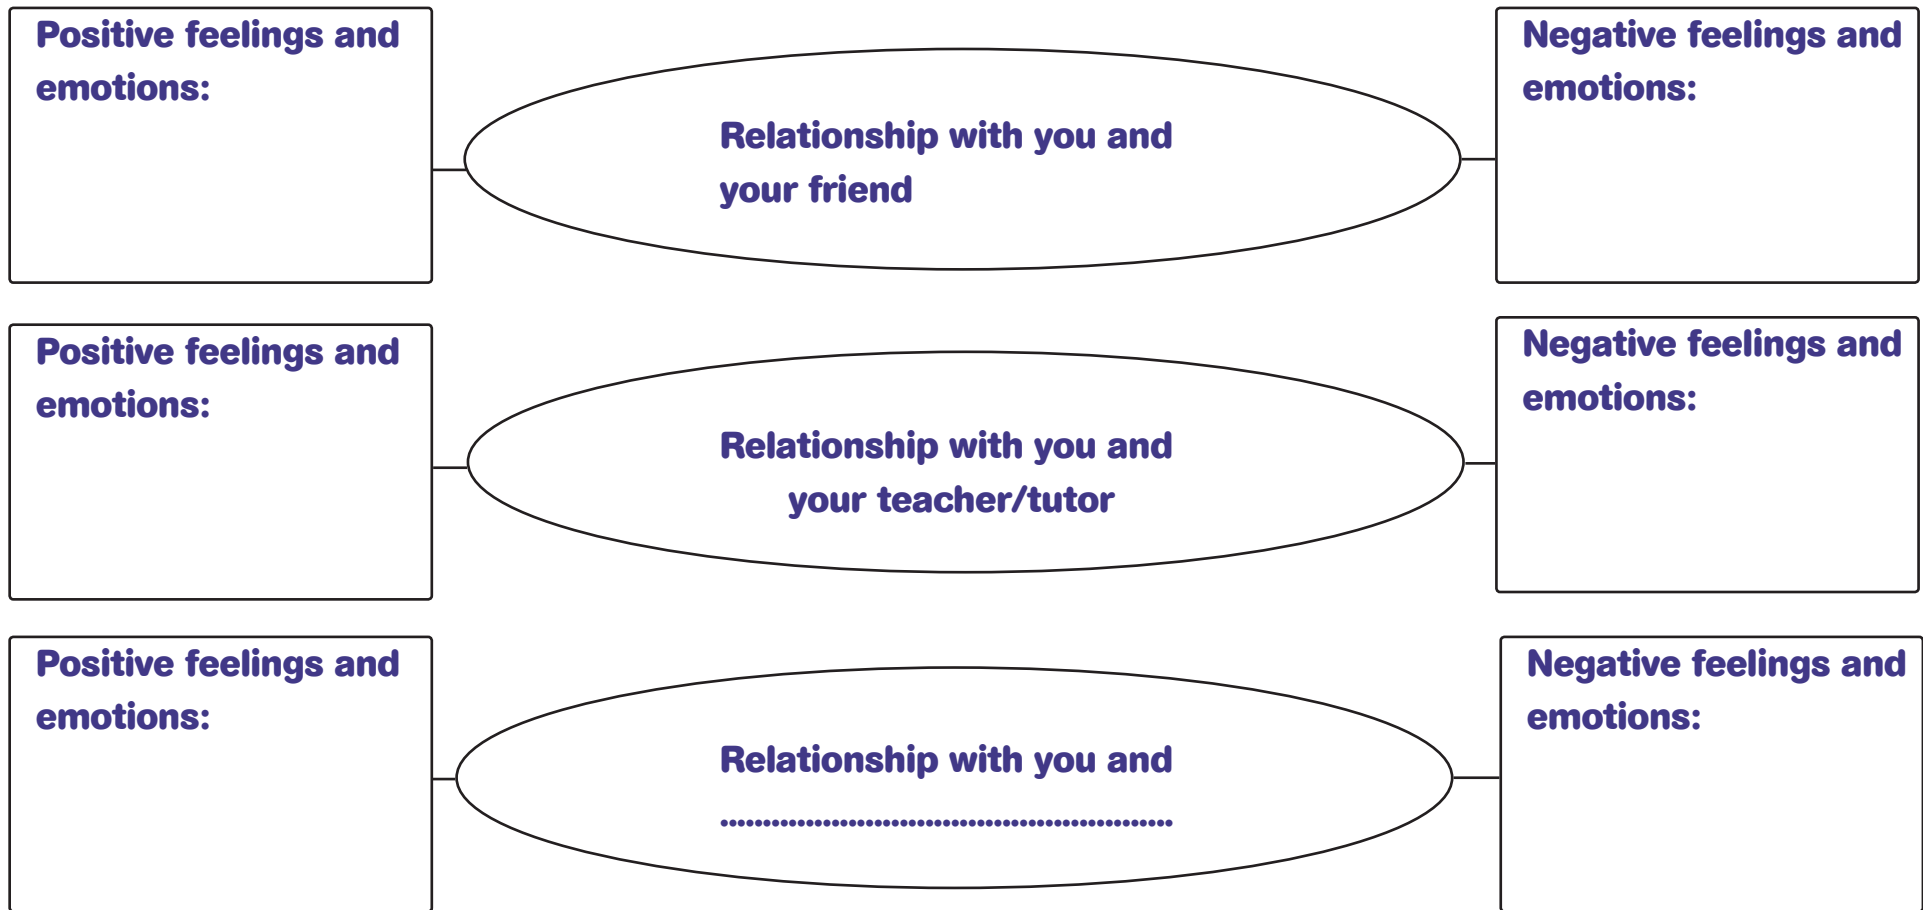 Positive feelings and
emotions:
Relationship with you and
your friend
Negative feelings and
emotions:
Positive feelings and
emotions:
Relationship with you and
your teacher/tutor
Negative feelings and
emotions:
Positive feelings and
emotions:
Relationship with you and
.....................................................
Negative feelings and
emotions: